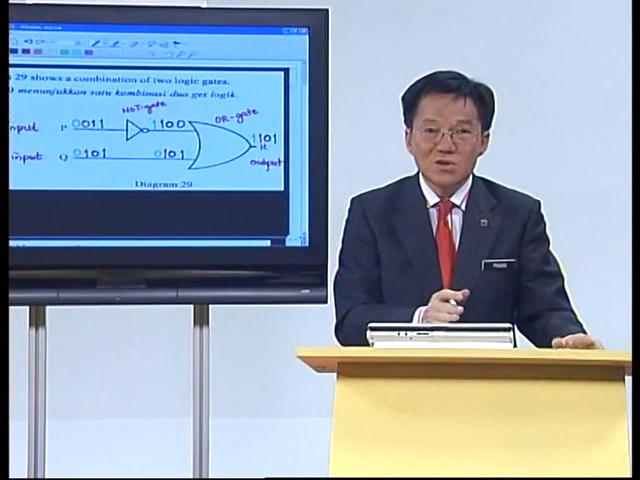 29 shows a combination of two logic gates.
menunjukkan satu kombinasi dua get logik.
NOT-gate
OR-gate
input P 0011 1100
1101
R
input Q 0101 0101
output
Diagram 29